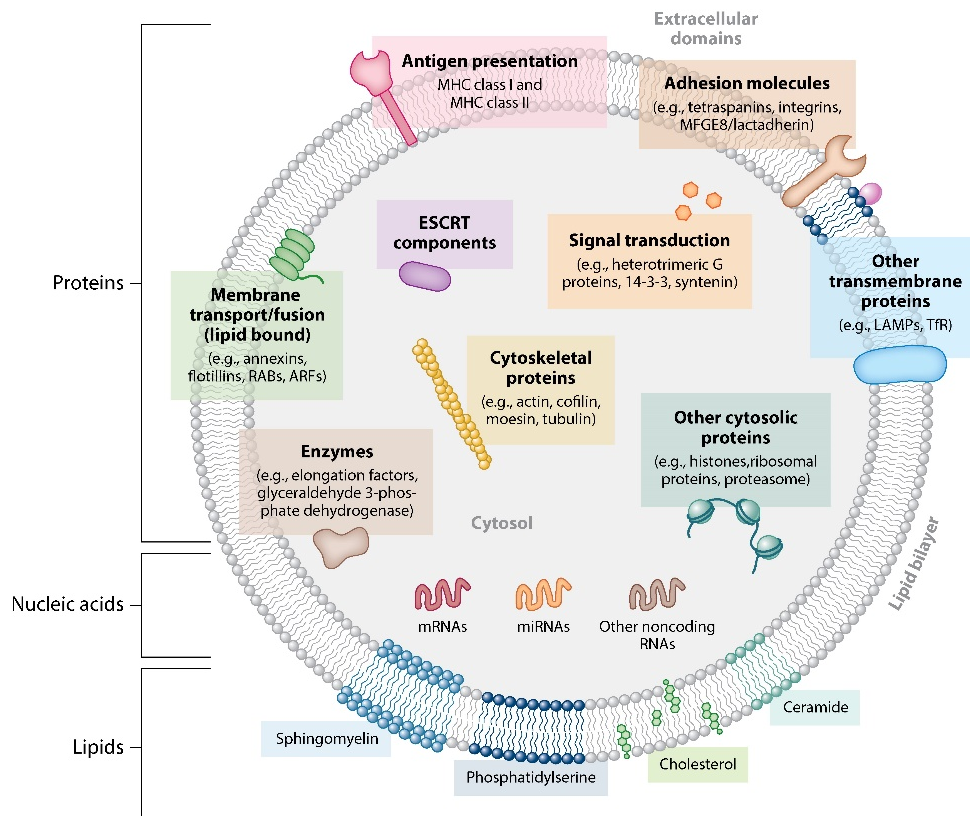 Extracellular
domains
Antigen presentation
MHC class I and
MHC class II
Adhesion molecules
(e.g., tetraspanins, integrins,
MFGE8/lactadherin)
ESCRT
components
Signal transduction
(e.g., heterotrimeric G
proteins, 14-3-3, syntenin)
Other
transmembrane
proteins
(e.g., LAMPs, TfR)
Proteins
Membrane
transport/fusion
(lipid bound)
(e.g., annexins,
flotillins, RABs, ARFs)
Cytoskeletal
proteins
(e.g., actin, cofilin,
moesin, tubulin)
Other cytosolic
proteins
(e.g., histones,ribosomal
proteins, proteasome)
Enzymes
(e.g., elongation factors,
glyceraldehyde 3-phos-
phate dehydrogenase)
Cytosol
Lipid bilayer
Nucleic acids
mRNAs
miRNAs
Other noncoding
RNAs
Lipids
Sphingomyelin
Phosphatidylserine
Cholesterol
Ceramide